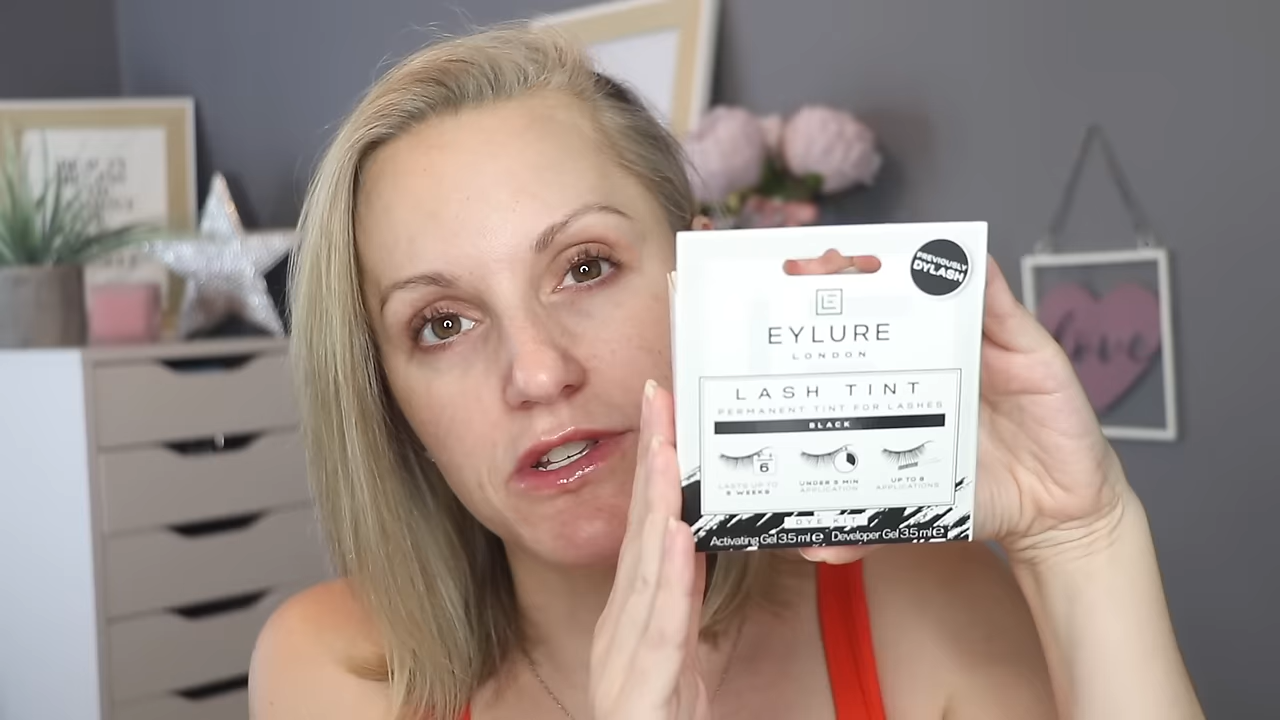 PREVIOUSLY
DYLASH
EYLURE
LONDON
LASH TINT
PERMANENT TINT FOR LASHES
BLACK
6
LASTS UP TO
6 WEEKS
UNDER 5 MIN
APPLICATION
UP TO 8
APPLICATIONS
DYE KIT
Activating Gel 3.5 ml e Developer Gel 3.5 ml e
love